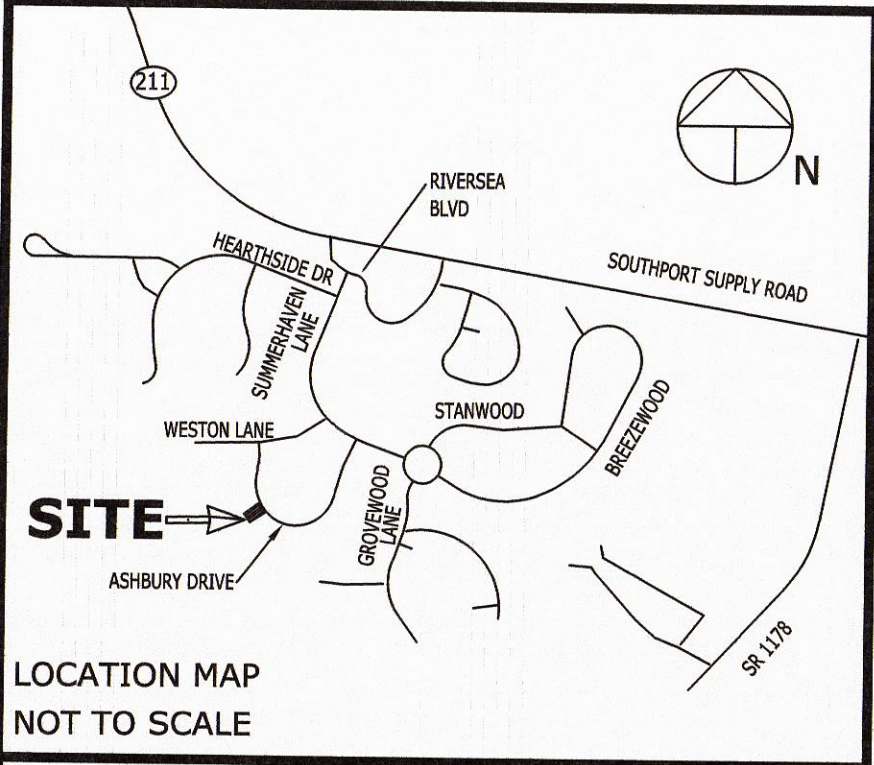 211
N
RIVERSEA
BLVD
HEARTHSIDE DR
SOUTHPORT SUPPLY ROAD
SUMMERHAVEN
LANE
STANWOOD
BREEZEWOOD
WESTON LANE
GROVEWOOD
LANE
SITE
ASHBURY DRIVE
SR 1178
LOCATION MAP
NOT TO SCALE